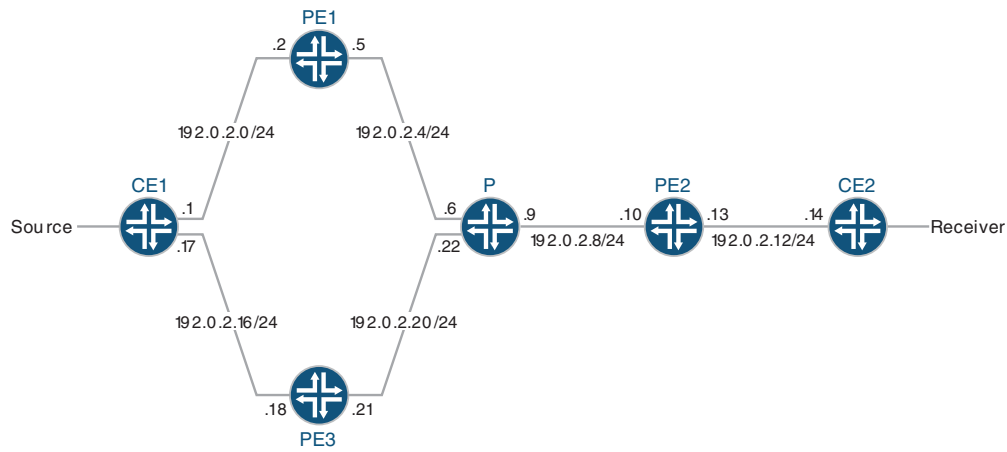 PE1
.2
.5
192.0.2.0/24
192.0.2.4/24
CE1
P
PE2
CE2
.1
.6
.9
.10
.13
.14
Source
Receiver
.17
.22
192.0.2.8/24
192.0.2.12/24
192.0.2.16/24
192.0.2.20/24
.18
.21
PE3